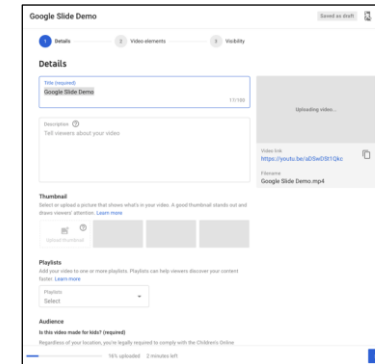 Google Slide Demo
Saved as draft
1 Details
2 Video elements
3 Visibility
Details
Title (required)
Google Slide Demo
17/100
Description
Tell viewers about your video
Uploading video...
Video link
Filename
Google Slide Demo.mp4
Thumbnail
Select or upload a picture that shows what's in your video. A good thumbnail stands out and
draws viewers' attention. Learn more
Upload thumbnail
Playlists
Add your video to one or more playlists. Playlists can help viewers discover your content
faster. Learn more
Playlists
Select
Audience
Is this video made for kids? (required)
Regardless of your location, you're legally required to comply with the Children's Online
16% uploaded 2 minutes left